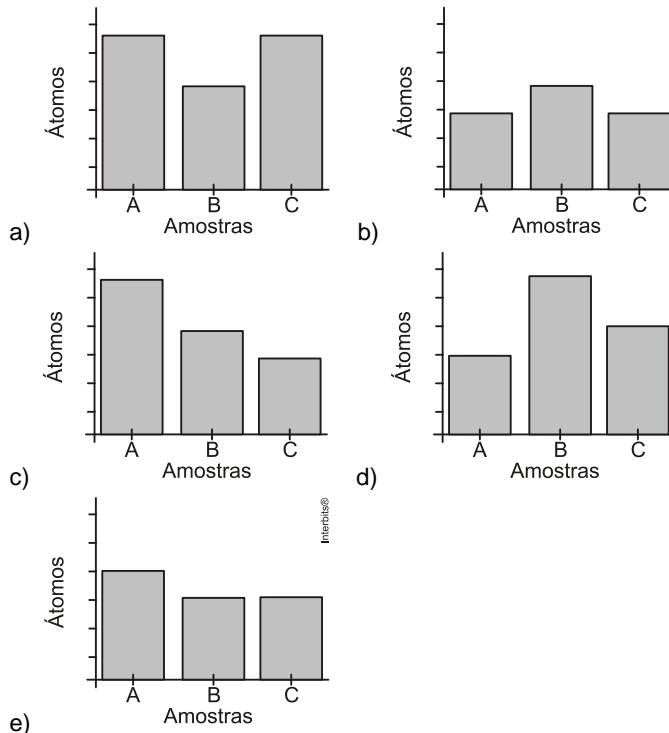 Átomos
A B C
Amostras
a)
Átomos
A B C
Amostras
b)
Átomos
A B C
Amostras
c)
Átomos
A B C
Amostras
d)
Interbits®
Átomos
A B C
Amostras
e)